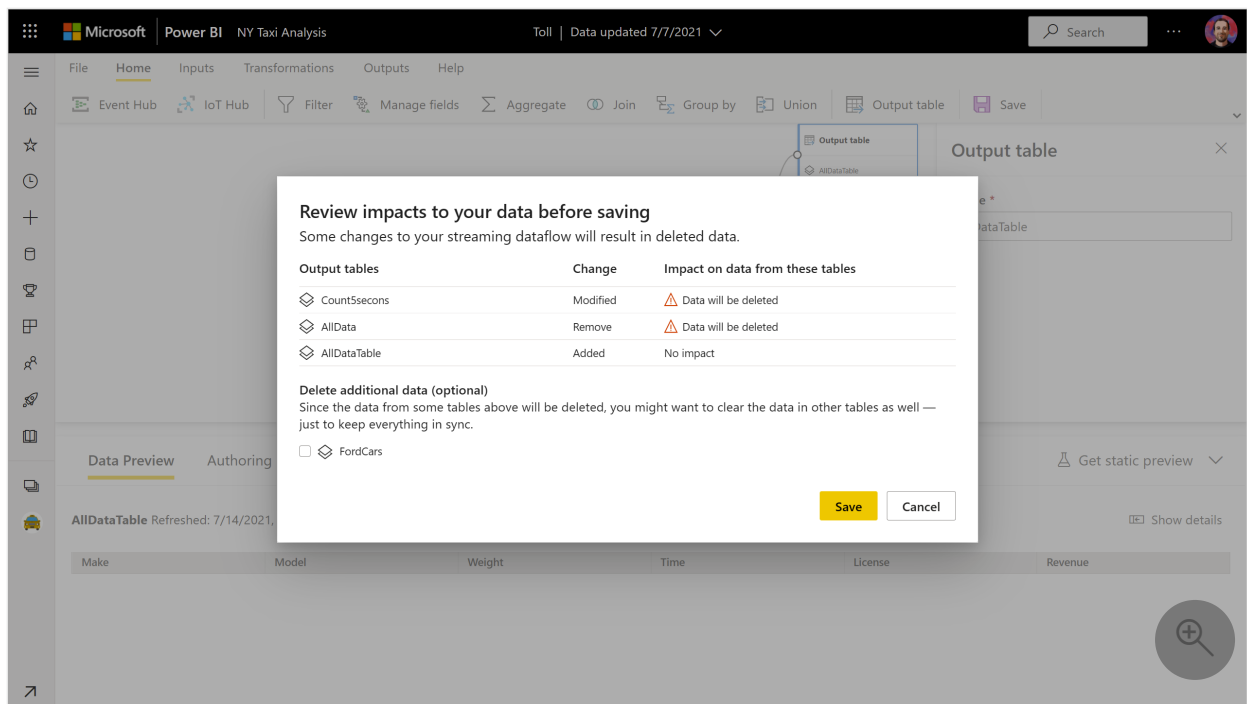 Microsoft Power BI NY Taxi Analysis Toll | Data updated 7/7/2021 Search
File Home Inputs Transformations Outputs Help
Event Hub IoT Hub Filter Manage fields Aggregate Join Group by Union Output table Save
Output table
AllDataTable
Output table
e *
DataTable
Review impacts to your data before saving
Some changes to your streaming dataflow will result in deleted data.
Output tables Change Impact on data from these tables
Count5secons Modified Data will be deleted
AllData Remove Data will be deleted
AllDataTable Added No impact
Delete additional data (optional)
Since the data from some tables above will be deleted, you might want to clear the data in other tables as well —
just to keep everything in sync.
FordCars
Save Cancel
Data Preview Authoring Get static preview
AllDataTable Refreshed: 7/14/2021, Show details
Make Model Weight Time License Revenue